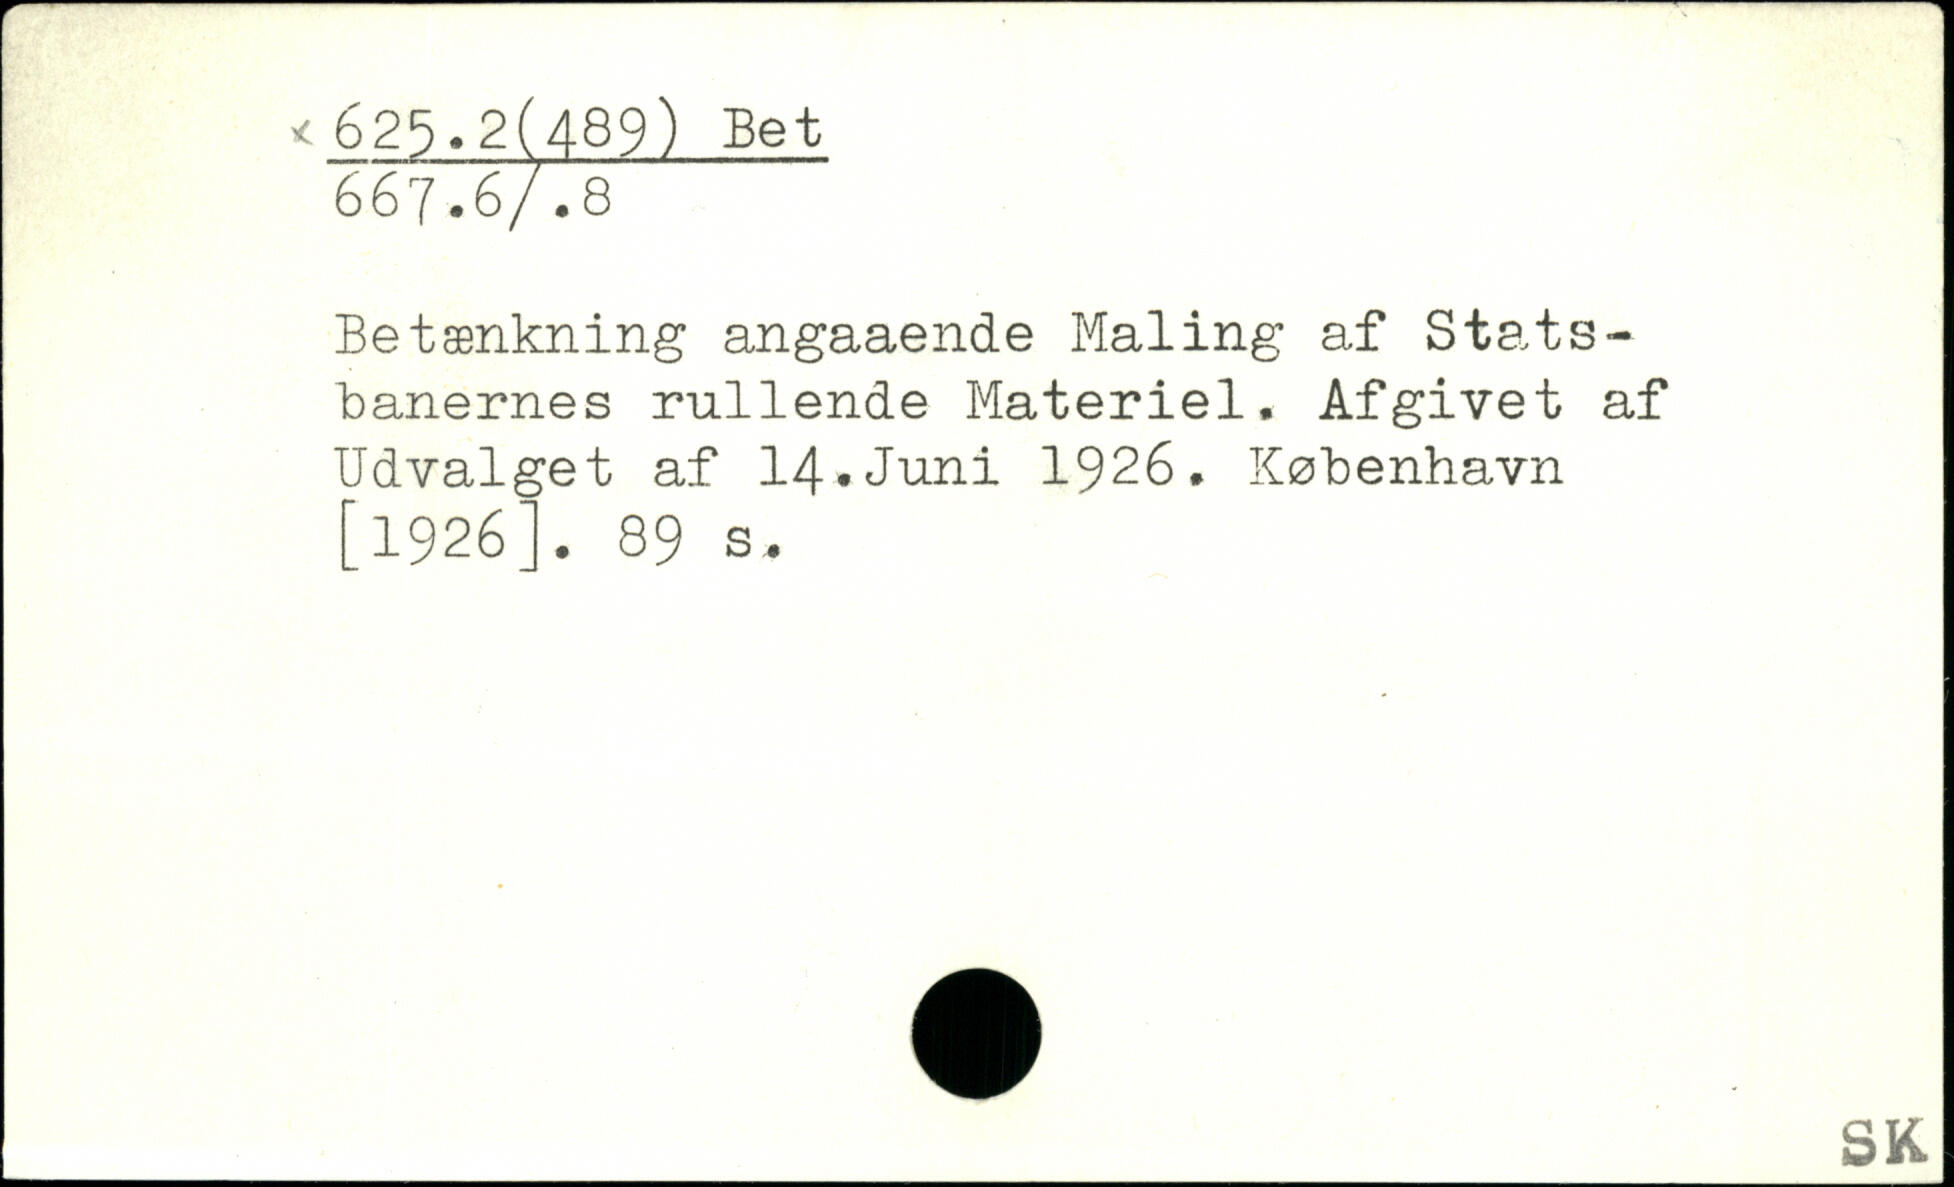 x 625.2(489) Bet
667.6/.8
Betænkning angaaende Maling af Stats-
banernes rullende Materiel. Afgivet af
Udvalget af 14.Juni 1926. København
[1926]. 89 s.
SK